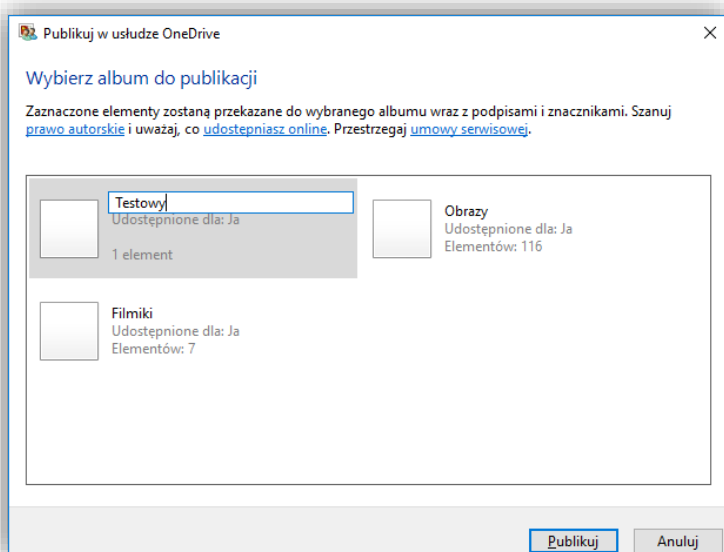 Publikuj w usłudze OneDrive
Wybierz album do publikacji
Zaznaczone elementy zostaną przekazane do wybranego albumu wraz z podpisami i znacznikami. Szanuj
prawo autorskie i uważaj, co udostępniasz online. Przestrzegaj umowy serwisowej.
Testowy
Udostępnione dla: Ja
1 element
Obrazy
Udostępnione dla: Ja
Elementów: 116
Filmiki
Udostępnione dla: Ja
Elementów: 7
Publikuj
Anuluj